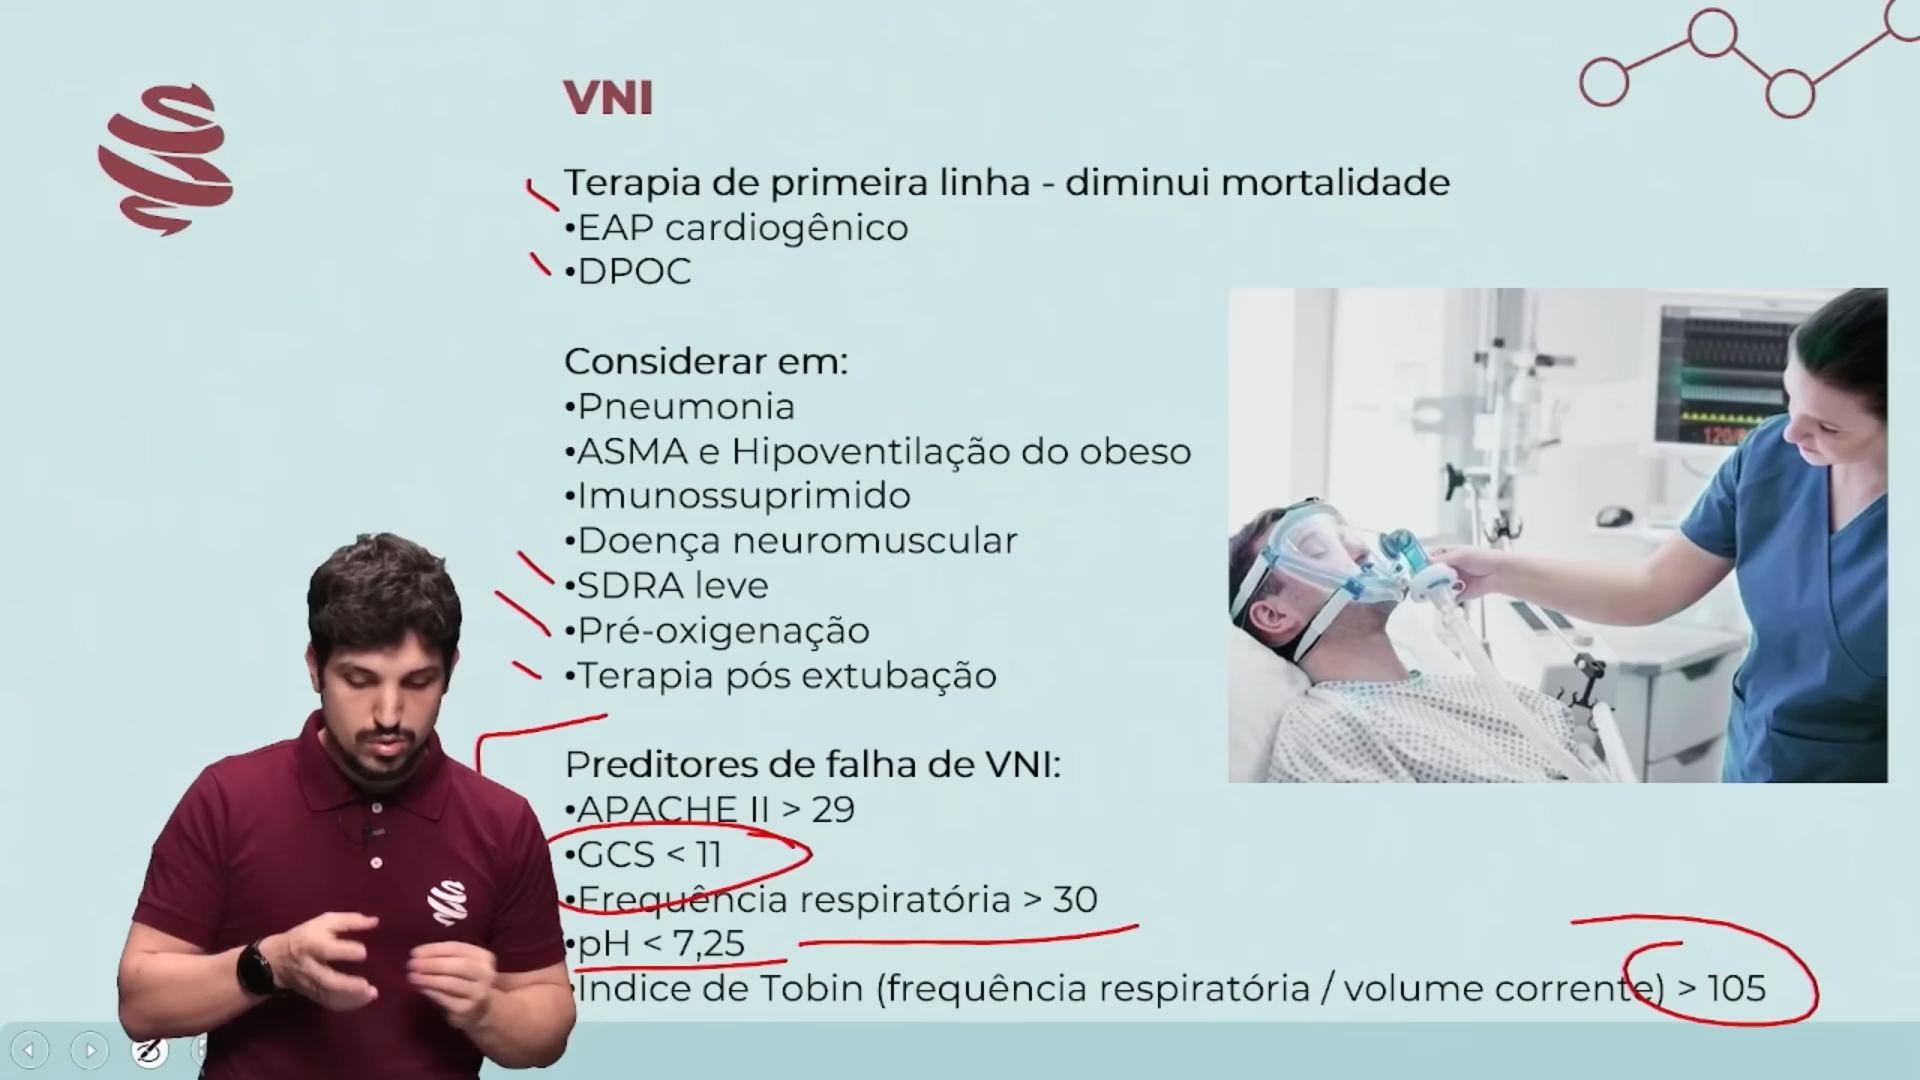 VNI
Terapia de primeira linha - diminui mortalidade
•EAP cardiogênico
•DPOC
Considerar em:
•Pneumonia
•ASMA e Hipoventilação do obeso
•Imunossuprimido
•Doença neuromuscular
•SDRA leve
•Pré-oxigenação
•Terapia pós extubação
Preditores de falha de VNI:
•APACHE II > 29
•GCS < 11
•Frequência respiratória > 30
•pH < 7,25
•Indice de Tobin (frequência respiratória / volume corrente) > 105